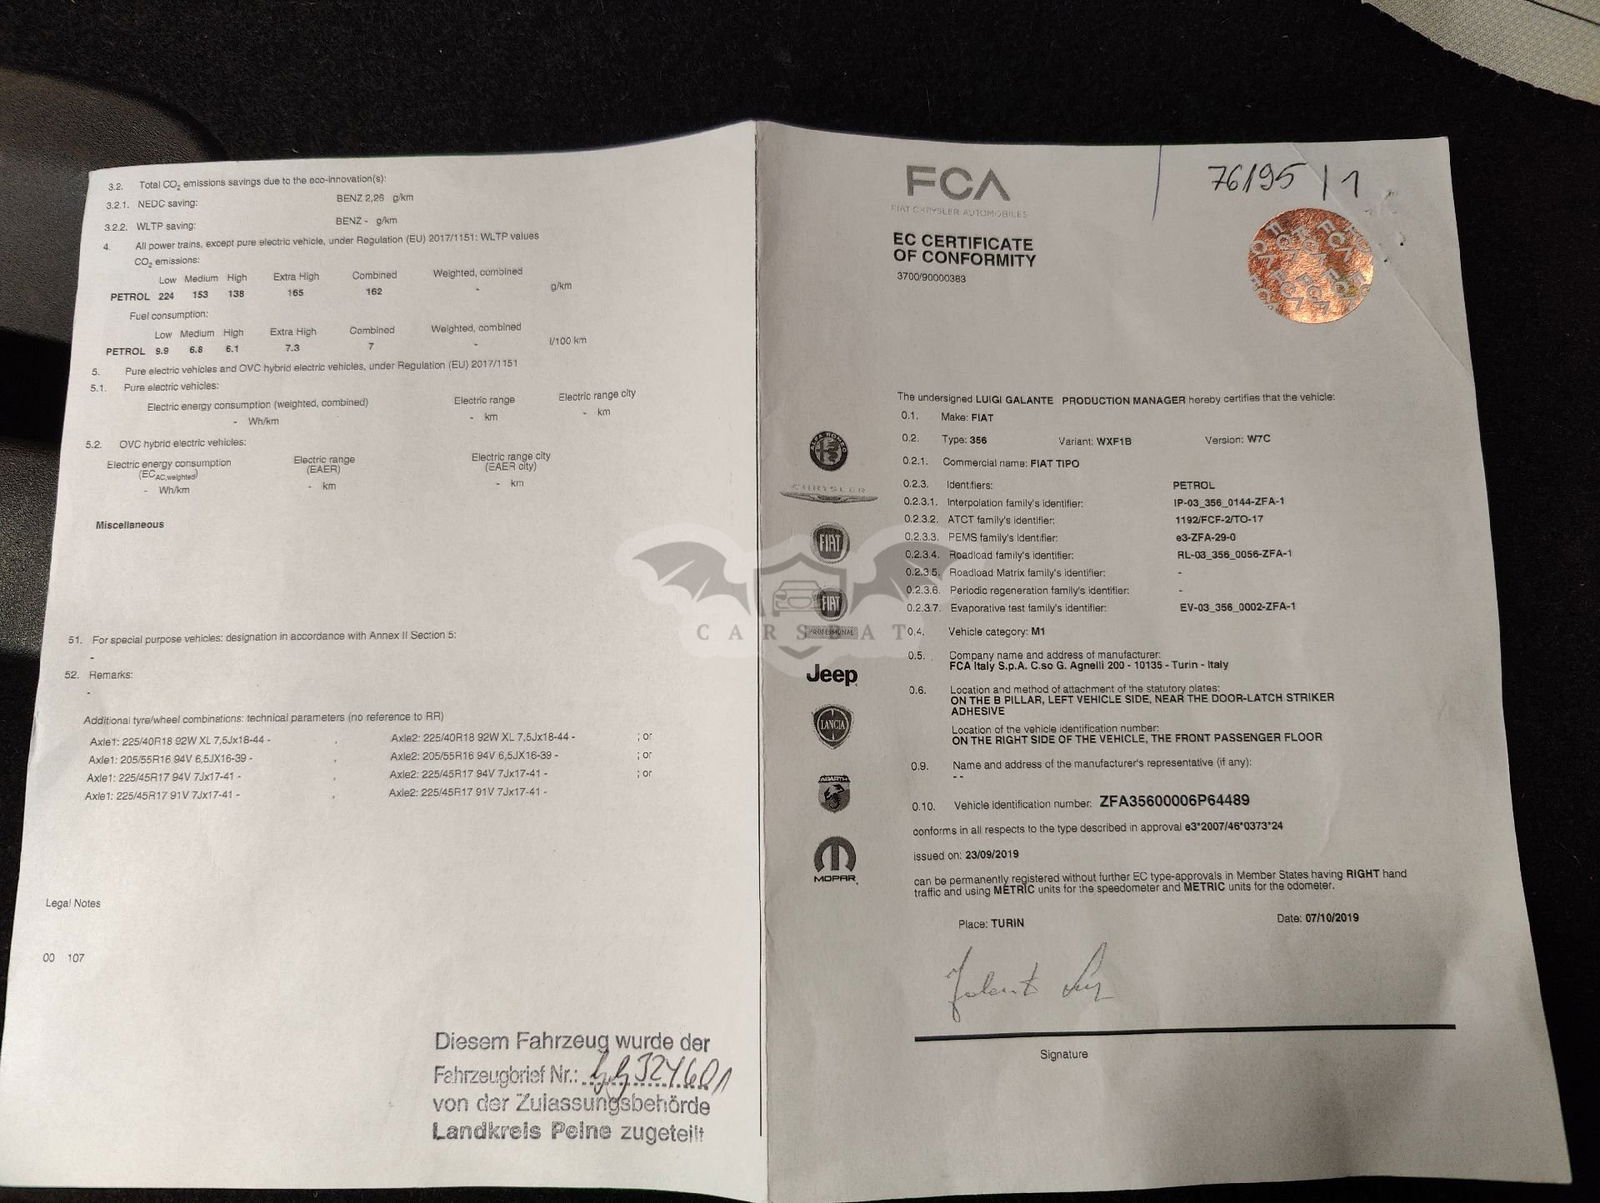 3.2. Total CO2 emissions savings due to the eco-innovation(s):
3.2.1. NEDC saving: BENZ 2,26 g/km
3.2.2. WLTP saving: BENZ - g/km
4. All power trains, except pure electric vehicle, under Regulation (EU) 2017/1151: WLTP values
CO2 emissions:
Low Medium High Extra High Combined Weighted, combined
PETROL 224 153 138 165 162 - g/km
Fuel consumption:
Low Medium High Extra High Combined Weighted, combined
PETROL 9.9 6.8 6.1 7.3 7 - l/100 km
5. Pure electric vehicles and OVC hybrid electric vehicles, under Regulation (EU) 2017/1151
5.1. Pure electric vehicles:
Electric energy consumption (weighted, combined) Electric range Electric range city
- Wh/km - km - km
5.2. OVC hybrid electric vehicles:
Electric energy consumption Electric range Electric range city
(ECAC,weighted) (EAER) (EAER city)
- Wh/km - km - km
Miscellaneous
51. For special purpose vehicles: designation in accordance with Annex II Section 5:
-
52. Remarks:
-
Additional tyre/wheel combinations: technical parameters (no reference to RR)
Axle1: 225/40R18 92W XL 7,5Jx18-44 - , Axle2: 225/40R18 92W XL 7,5Jx18-44 - ; or
Axle1: 205/55R16 94V 6,5JX16-39 - , Axle2: 205/55R16 94V 6,5JX16-39 - ; or
Axle1: 225/45R17 94V 7Jx17-41 - , Axle2: 225/45R17 94V 7Jx17-41 - ; or
Axle1: 225/45R17 91V 7Jx17-41 - , Axle2: 225/45R17 91V 7Jx17-41 -
Legal Notes
00 107
Diesem Fahrzeug wurde der
Fahrzeugbrief Nr.:
von der Zulassungsbehörde
Landkreis Peine zugeteilt
FCA
FIAT CHRYSLER AUTOMOBILES
76195 / 1
EC CERTIFICATE
OF CONFORMITY
3700/90000383
The undersigned LUIGI GALANTE PRODUCTION MANAGER hereby certifies that the vehicle:
0.1. Make: FIAT
0.2. Type: 356 Variant: WXF1B Version: W7C
0.2.1. Commercial name: FIAT TIPO
0.2.3. Identifiers: PETROL
0.2.3.1. Interpolation family's identifier: IP-03_356_0144-ZFA-1
0.2.3.2. ATCT family's identifier: 1192/FCF-2/TO-17
0.2.3.3. PEMS family's identifier: e3-ZFA-29-0
0.2.3.4. Roadload family's identifier: RL-03_356_0056-ZFA-1
0.2.3.5. Roadload Matrix family's identifier: -
0.2.3.6. Periodic regeneration family's identifier: -
0.2.3.7. Evaporative test family's identifier: EV-03_356_0002-ZFA-1
0.4. Vehicle category: M1
0.5. Company name and address of manufacturer:
FCA Italy S.p.A. C.so G. Agnelli 200 - 10135 - Turin - Italy
0.6. Location and method of attachment of the statutory plates:
ON THE B PILLAR, LEFT VEHICLE SIDE, NEAR THE DOOR-LATCH STRIKER
ADHESIVE
Location of the vehicle identification number:
ON THE RIGHT SIDE OF THE VEHICLE, THE FRONT PASSENGER FLOOR
0.9. Name and address of the manufacturer's representative (if any):
- -
0.10. Vehicle identification number: ZFA35600006P64489
conforms in all respects to the type described in approval e3*2007/46*0373*24
issued on: 23/09/2019
can be permanently registered without further EC type-approvals in Member States having RIGHT hand
traffic and using METRIC units for the speedometer and METRIC units for the odometer.
Place: TURIN Date: 07/10/2019
Signature
ALFA ROMEO
CHRYSLER
FIAT
FIAT
PROFESSIONAL
Jeep
LANCIA
ABARTH
MOPAR
CARSBAT